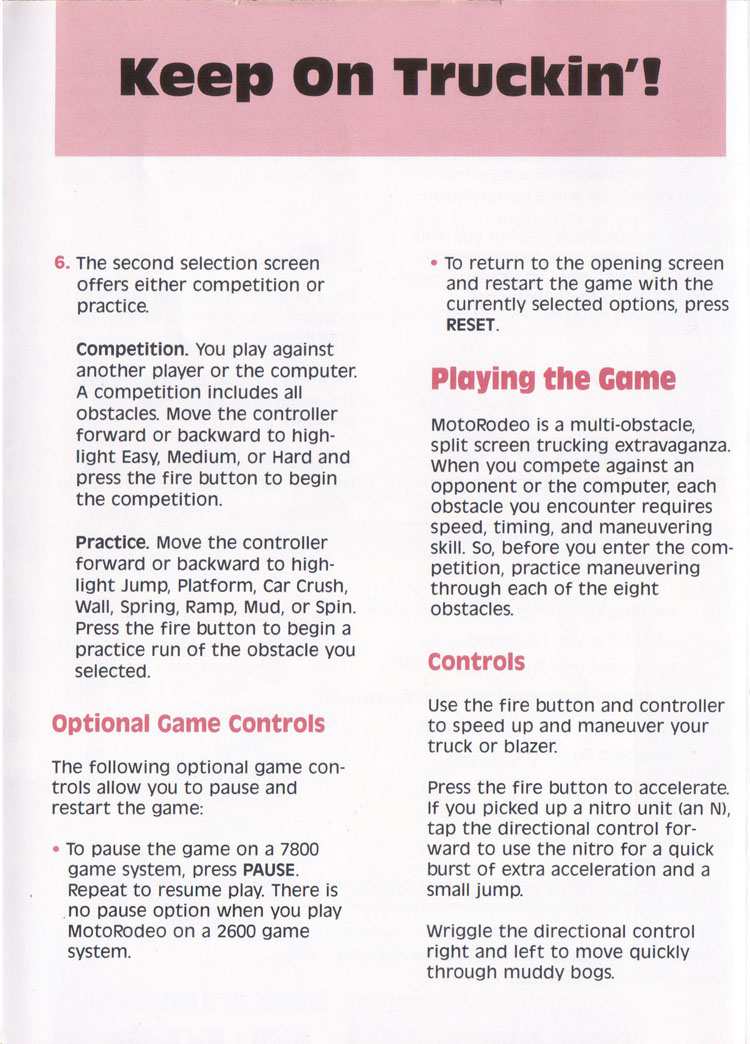 Keep On Truckin'!
6. The second selection screen
offers either competition or
practice.
Competition. You play against
another player or the computer.
A competition includes all
obstacles. Move the controller
forward or backward to high-
light Easy, Medium, or Hard and
press the fire button to begin
the competition.
Practice. Move the controller
forward or backward to high-
light Jump, Platform, Car Crush,
Wall, Spring, Ramp, Mud, or Spin.
Press the fire button to begin a
practice run of the obstacle you
selected.
Optional Game Controls
The following optional game con-
trols allow you to pause and
restart the game:
• To pause the game on a 7800
game system, press PAUSE.
Repeat to resume play. There is
no pause option when you play
MotoRodeo on a 2600 game
system.
• To return to the opening screen
and restart the game with the
currently selected options, press
RESET.
Playing the Game
MotoRodeo is a multi-obstacle,
split screen trucking extravaganza.
When you compete against an
opponent or the computer, each
obstacle you encounter requires
speed, timing, and maneuvering
skill. So, before you enter the com-
petition, practice maneuvering
through each of the eight
obstacles.
Controls
Use the fire button and controller
to speed up and maneuver your
truck or blazer.
Press the fire button to accelerate.
If you picked up a nitro unit (an N),
tap the directional control for-
ward to use the nitro for a quick
burst of extra acceleration and a
small jump.
Wriggle the directional control
right and left to move quickly
through muddy bogs.